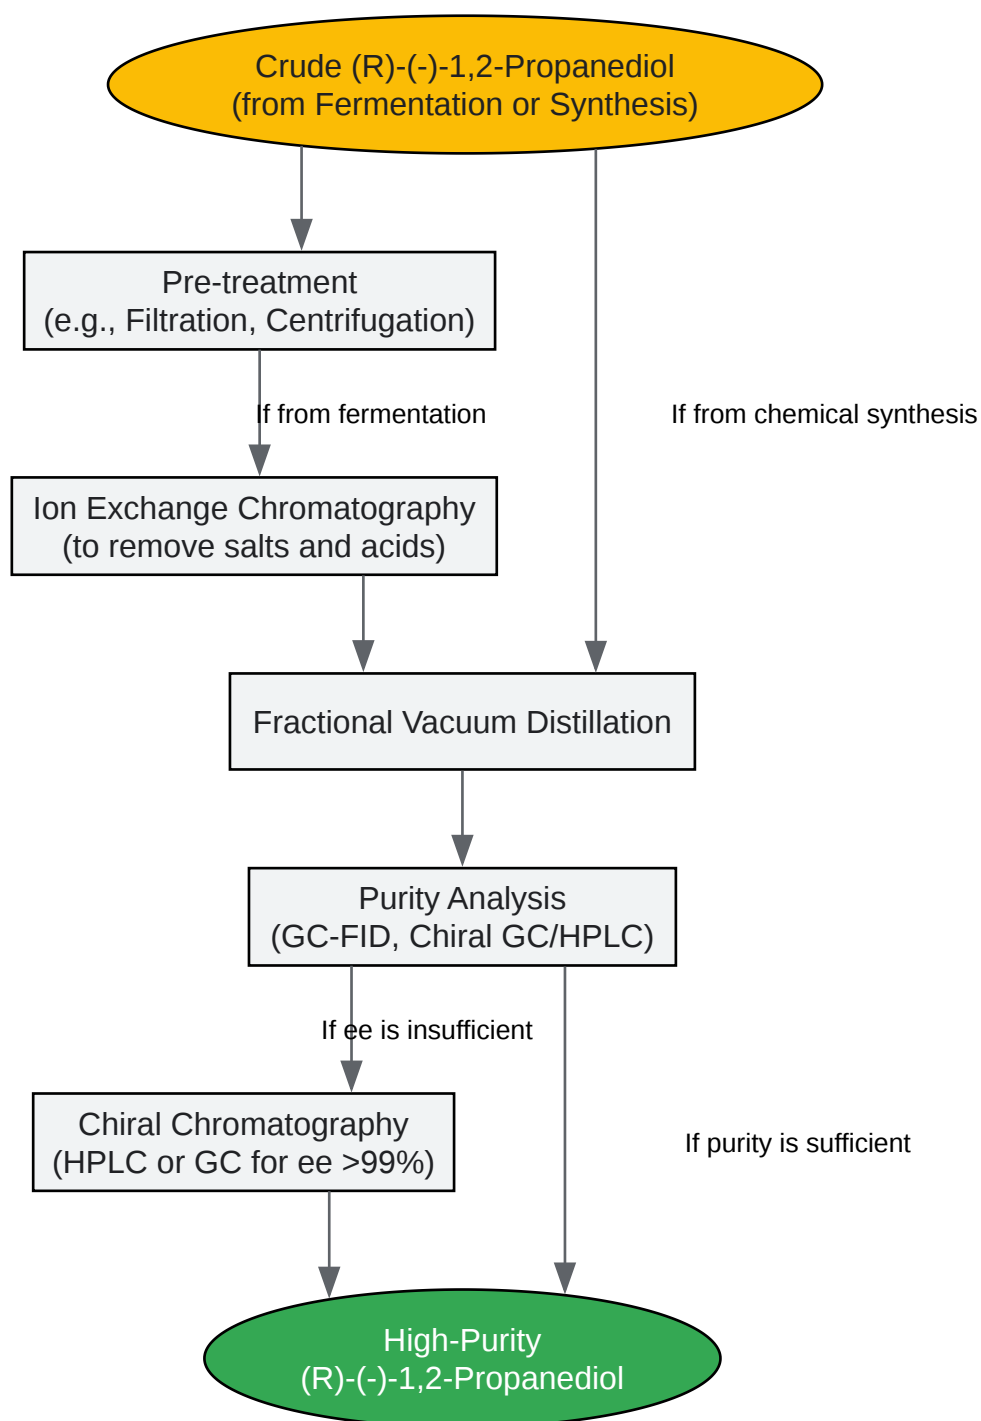 Crude (R)-(-)-1,2-Propanediol
(from Fermentation or Synthesis)
Pre-treatment
(e.g., Filtration, Centrifugation)
If from fermentation
If from chemical synthesis
Ion Exchange Chromatography
(to remove salts and acids)
Fractional Vacuum Distillation
Purity Analysis
(GC-FID, Chiral GC/HPLC)
If ee is insufficient
Chiral Chromatography
(HPLC or GC for ee >99%)
If purity is sufficient
High-Purity
(R)-(-)-1,2-Propanediol